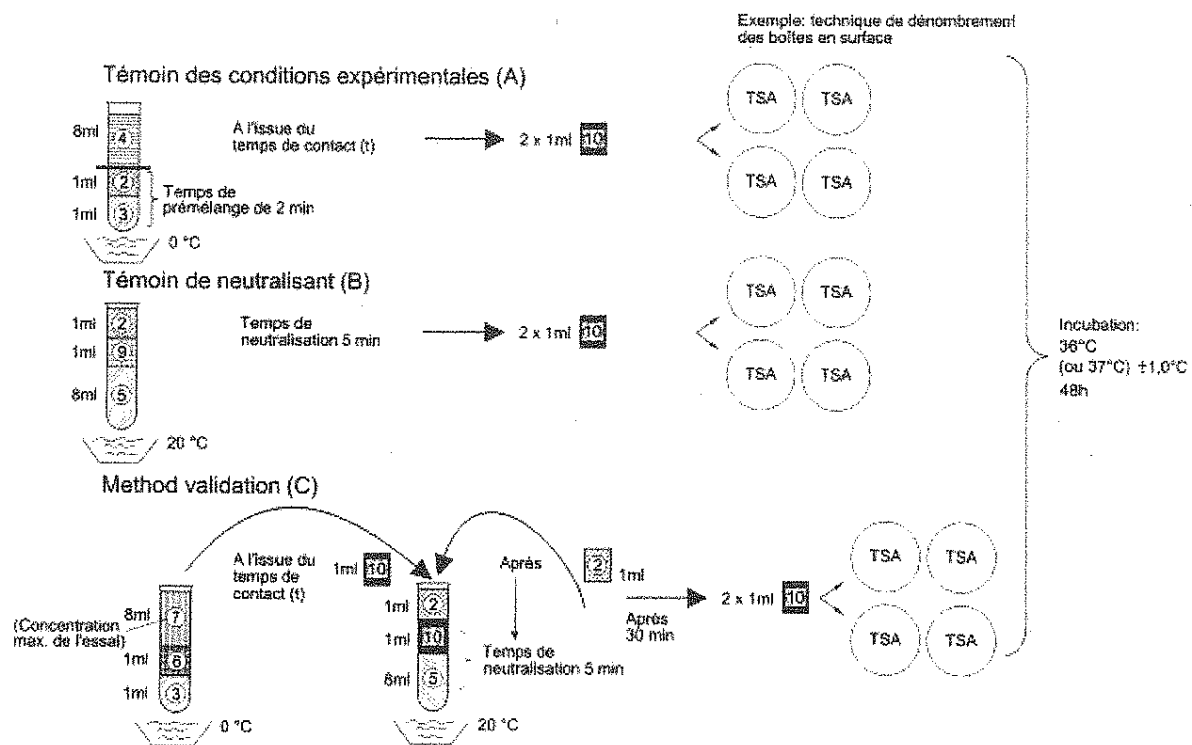 Exemple: technique de dénombrement
des boîtes en surface
Témoin des conditions expérimentales (A)
8ml
4
1ml
2
1ml
3
Temps de
prémélange de 2 min
0 °C
A l'issue du
temps de contact (t)
2 x 1ml 10
TSA TSA
TSA TSA
Témoin de neutralisant (B)
1ml
2
1ml
9
8ml
5
20 °C
Temps de
neutralisation 5 min
2 x 1ml 10
TSA TSA
TSA TSA
Incubation:
36°C
(ou 37°C) ±1,0°C
48h
Method validation (C)
A l'issue du
temps de
contact (t)
1ml 10
8ml
7
(Concentration
max. de l'essai)
1ml
6
1ml
3
0 °C
1ml
2
1ml
10
8ml
5
20 °C
Après
Temps de
neutralisation 5 min
2
1ml
Après
30 min
2 x 1ml 10
TSA TSA
TSA TSA